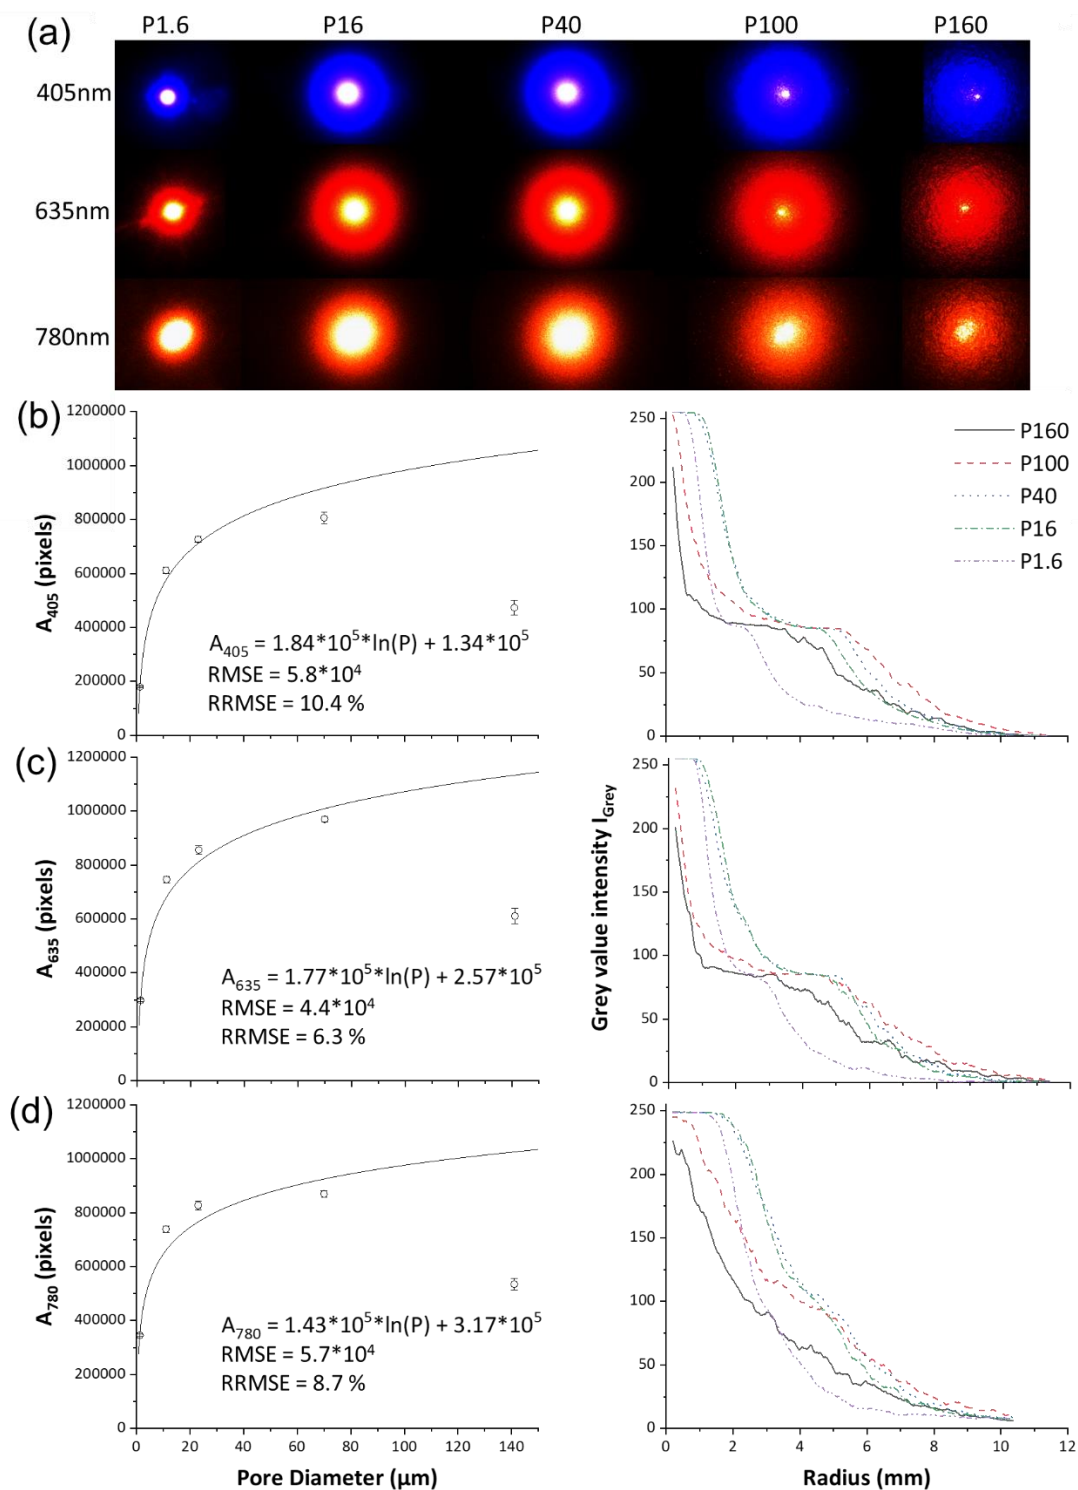 (a)
P1.6 P16 P40 P100 P160
405nm
635nm
780nm
(b)
1200000
1000000
800000
600000
400000
200000
0
A405 (pixels)
A405 = 1.84*10^5*ln(P) + 1.34*10^5
RMSE = 5.8*10^4
RRMSE = 10.4 %
250
200
150
100
50
0
P160
P100
P40
P16
P1.6
(c)
1200000
1000000
800000
600000
400000
200000
0
A635 (pixels)
A635 = 1.77*10^5*ln(P) + 2.57*10^5
RMSE = 4.4*10^4
RRMSE = 6.3 %
Grey value intensity IGrey
250
200
150
100
50
0
(d)
1200000
1000000
800000
600000
400000
200000
0
A780 (pixels)
A780 = 1.43*10^5*ln(P) + 3.17*10^5
RMSE = 5.7*10^4
RRMSE = 8.7 %
0 20 40 60 80 100 120 140
Pore Diameter (µm)
250
200
150
100
50
0
0 2 4 6 8 10 12
Radius (mm)